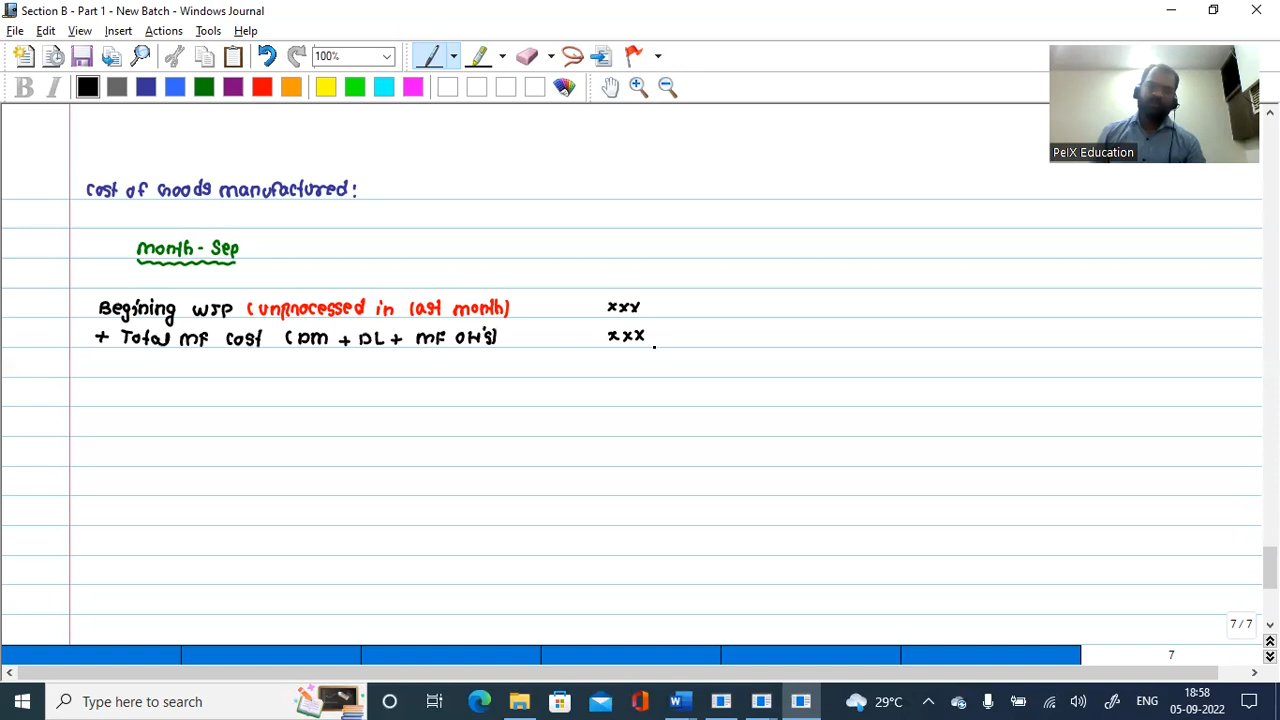 Section B - Part 1 - New Batch - Windows Journal
File Edit View Insert Actions Tools Help
100%
B I
PelX Education
Cost of Goods manufactured:
Month - Sep
Begining WIP (unprocessed in last month) xxx
+ Total MF Cost (DM + DL + MF OH's) xxx
7 / 7
7
Type here to search
29°C
ENG
18:58
05-09-2022